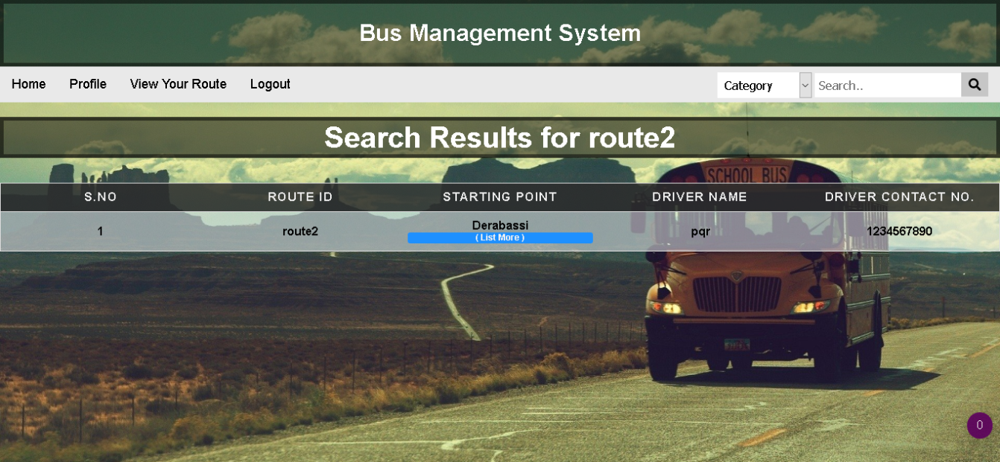 Bus Management System
Home Profile View Your Route Logout Category Search..
Search Results for route2
SCHOOL BUS
S.NO ROUTE ID STARTING POINT DRIVER NAME DRIVER CONTACT NO.
1 route2 Derabassi pqr 1234567890
( List More )
0